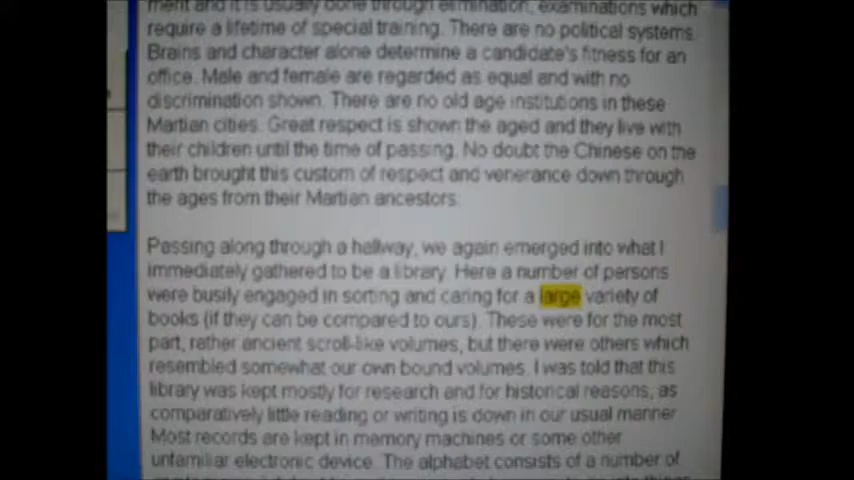 ment and it is usually done through elimination, examinations which
require a lifetime of special training. There are no political systems.
Brains and character alone determine a candidate's fitness for an
office. Male and female are regarded as equal and with no
discrimination shown. There are no old age institutions in these
Martian cities. Great respect is shown the aged and they live with
their children until the time of passing. No doubt the Chinese on the
earth brought this custom of respect and venerance down through
the ages from their Martian ancestors.
Passing along through a hallway, we again emerged into what I
immediately gathered to be a library. Here a number of persons
were busily engaged in sorting and caring for a large variety of
books (if they can be compared to ours). These were for the most
part, rather ancient scroll-like volumes, but there were others which
resembled somewhat our own bound volumes. I was told that this
library was kept mostly for research and for historical reasons, as
comparatively little reading or writing is down in our usual manner.
Most records are kept in memory machines or some other
unfamiliar electronic device. The alphabet consists of a number of